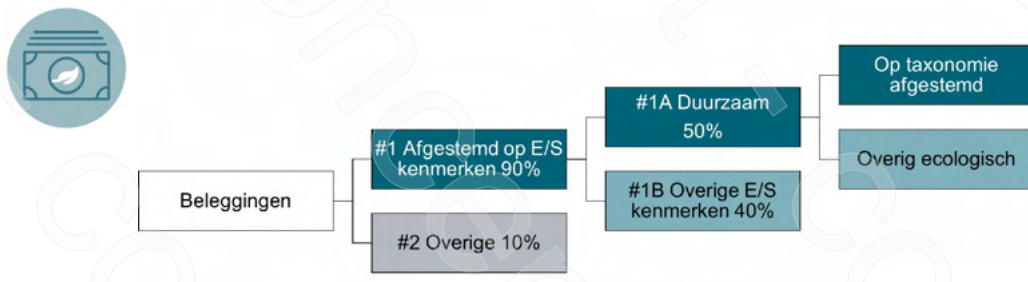 Beleggingen
#1 Afgestemd op E/S
kenmerken 90%
#2 Overige 10%
#1A Duurzaam
50%
#1B Overige E/S
kenmerken 40%
Op taxonomie
afgestemd
Overig ecologisch